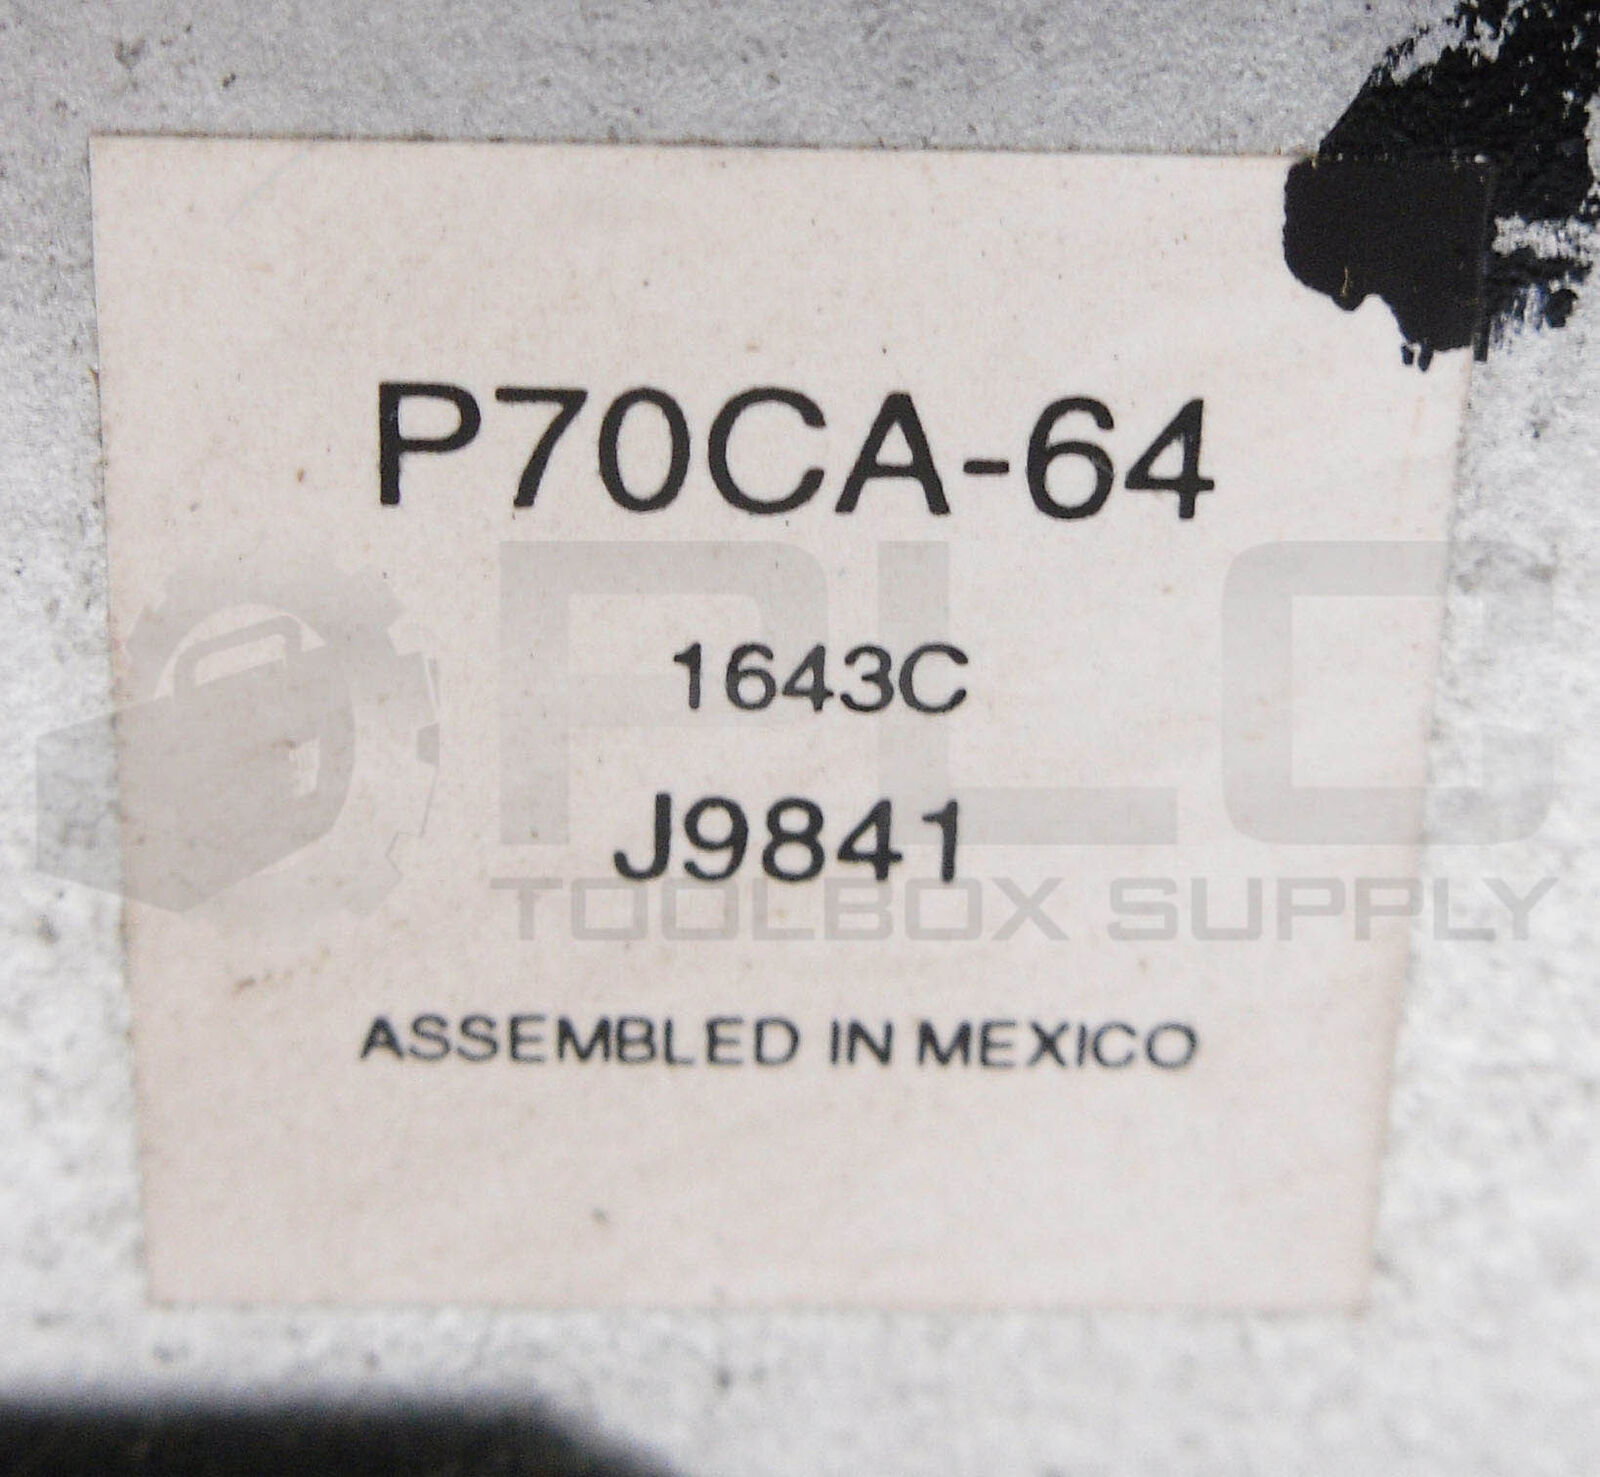 P70CA-64
1643C
J9841
ASSEMBLED IN MEXICO
PLC
TOOLBOX SUPPLY